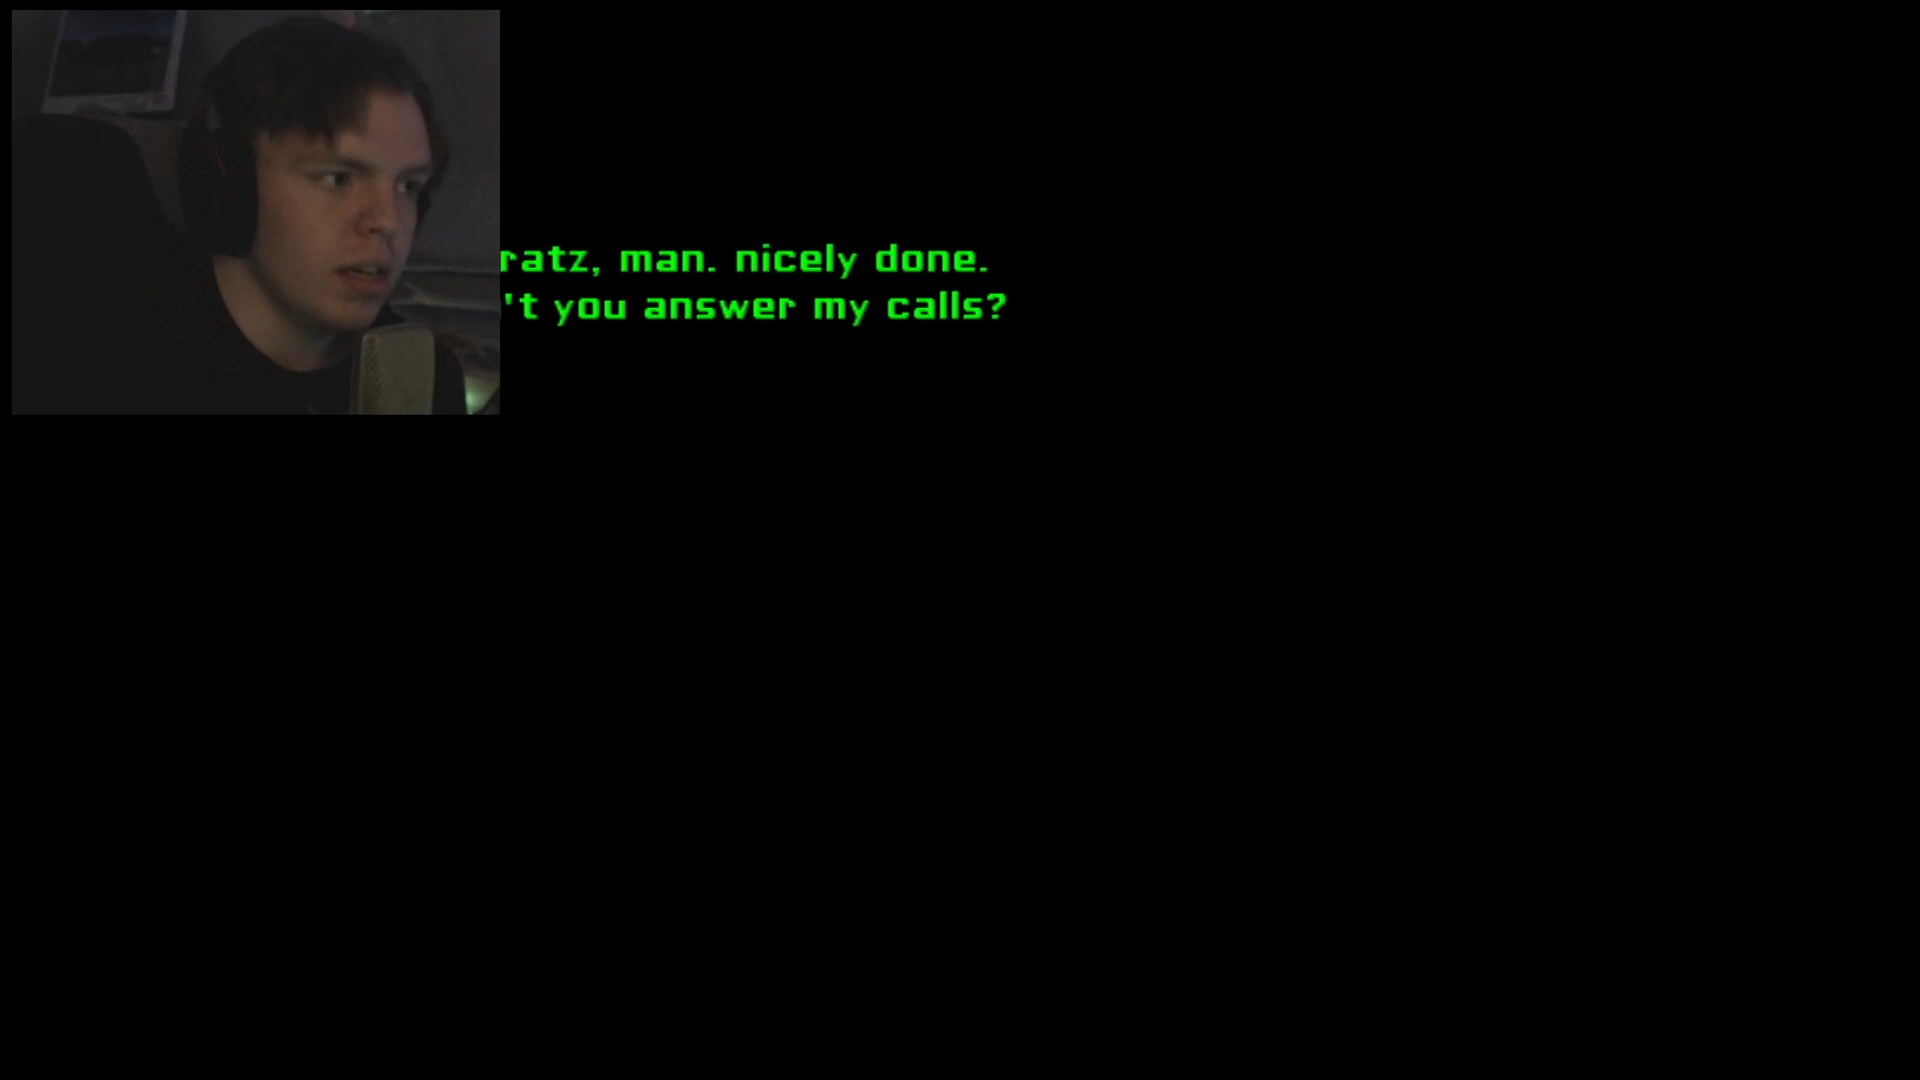 ratz, man. nicely done.
't you answer my calls?